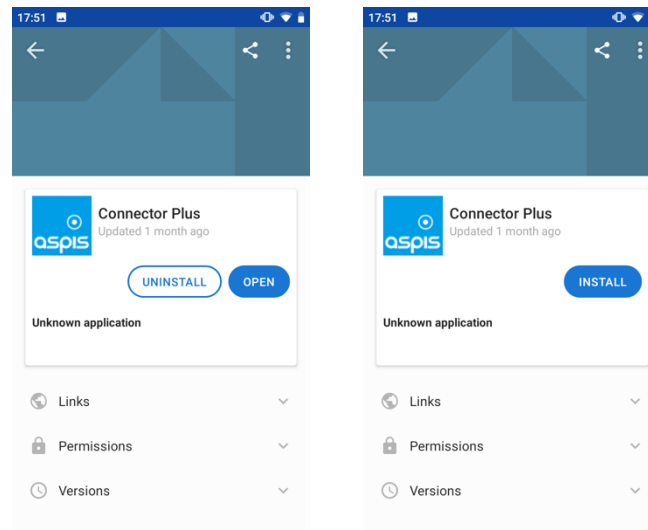 17:51
Connector Plus
Updated 1 month ago
aspis
UNINSTALL OPEN
Unknown application
Links
Permissions
Versions
17:51
Connector Plus
Updated 1 month ago
aspis
INSTALL
Unknown application
Links
Permissions
Versions